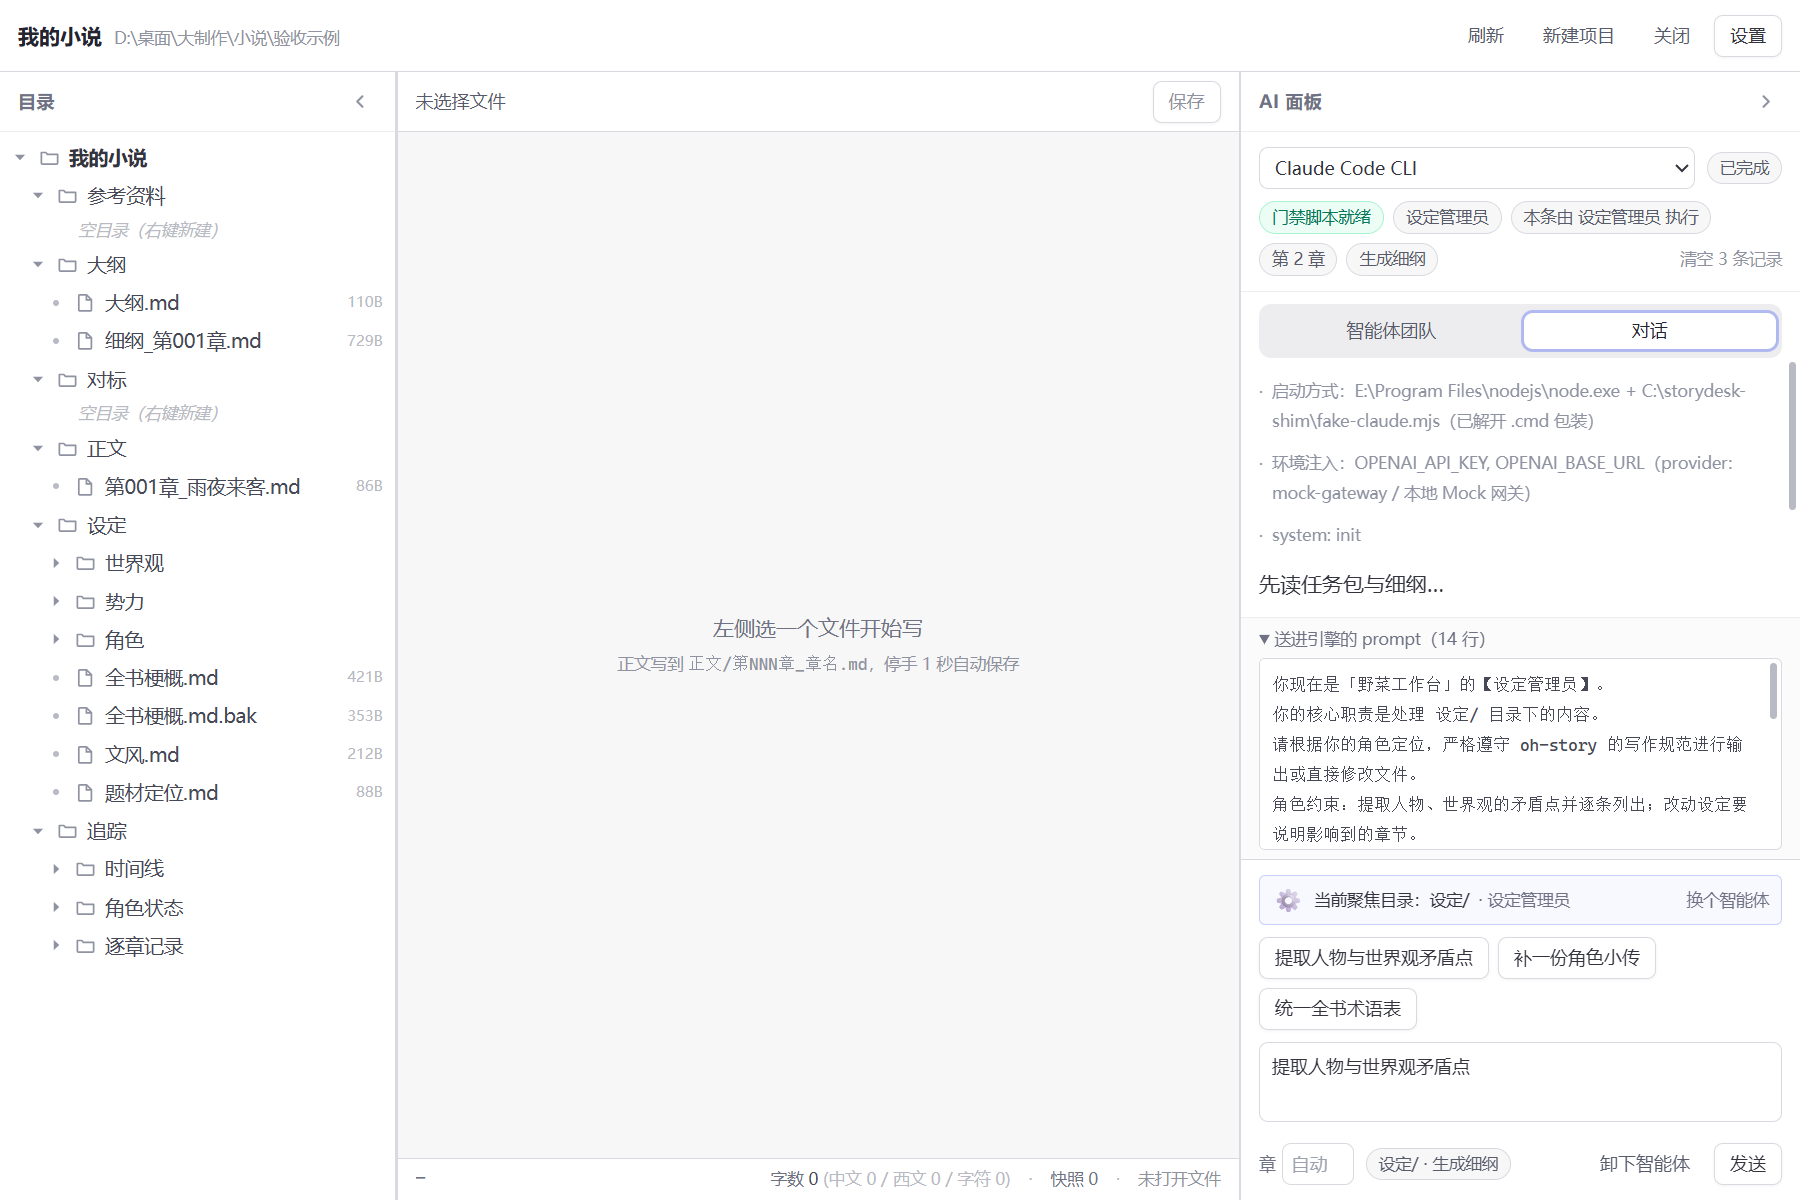 我的小说 D:\桌面\大制作\小说\验收示例
刷新 新建项目 关闭 设置
目录
我的小说
参考资料
空目录（右键新建）
大纲
大纲.md 110B
细纲_第001章.md 729B
对标
空目录（右键新建）
正文
第001章_雨夜来客.md 86B
设定
世界观
势力
角色
全书梗概.md 421B
全书梗概.md.bak 353B
文风.md 212B
题材定位.md 88B
追踪
时间线
角色状态
逐章记录
未选择文件 保存
左侧选一个文件开始写
正文写到 正文/第NNN章_章名.md，停手 1 秒自动保存
– 字数 0 (中文 0 / 西文 0 / 字符 0) · 快照 0 · 未打开文件
AI 面板
Claude Code CLI 已完成
门禁脚本就绪 设定管理员 本条由 设定管理员 执行
第 2 章 生成细纲 清空 3 条记录
智能体团队 对话
· 启动方式：E:\Program Files\nodejs\node.exe + C:\storydesk-
shim\fake-claude.mjs（已解开 .cmd 包装）
· 环境注入：OPENAI_API_KEY, OPENAI_BASE_URL（provider:
mock-gateway / 本地 Mock 网关）
· system: init
先读任务包与细纲...
▼送进引擎的 prompt（14 行）
你现在是「野菜工作台」的【设定管理员】。
你的核心职责是处理 设定/ 目录下的内容。
请根据你的角色定位，严格遵守 oh-story 的写作规范进行输
出或直接修改文件。
角色约束：提取人物、世界观的矛盾点并逐条列出；改动设定要
说明影响到的章节。
当前聚焦目录：设定/ · 设定管理员 换个智能体
提取人物与世界观矛盾点 补一份角色小传
统一全书术语表
提取人物与世界观矛盾点
章 自动 设定/ · 生成细纲 卸下智能体 发送